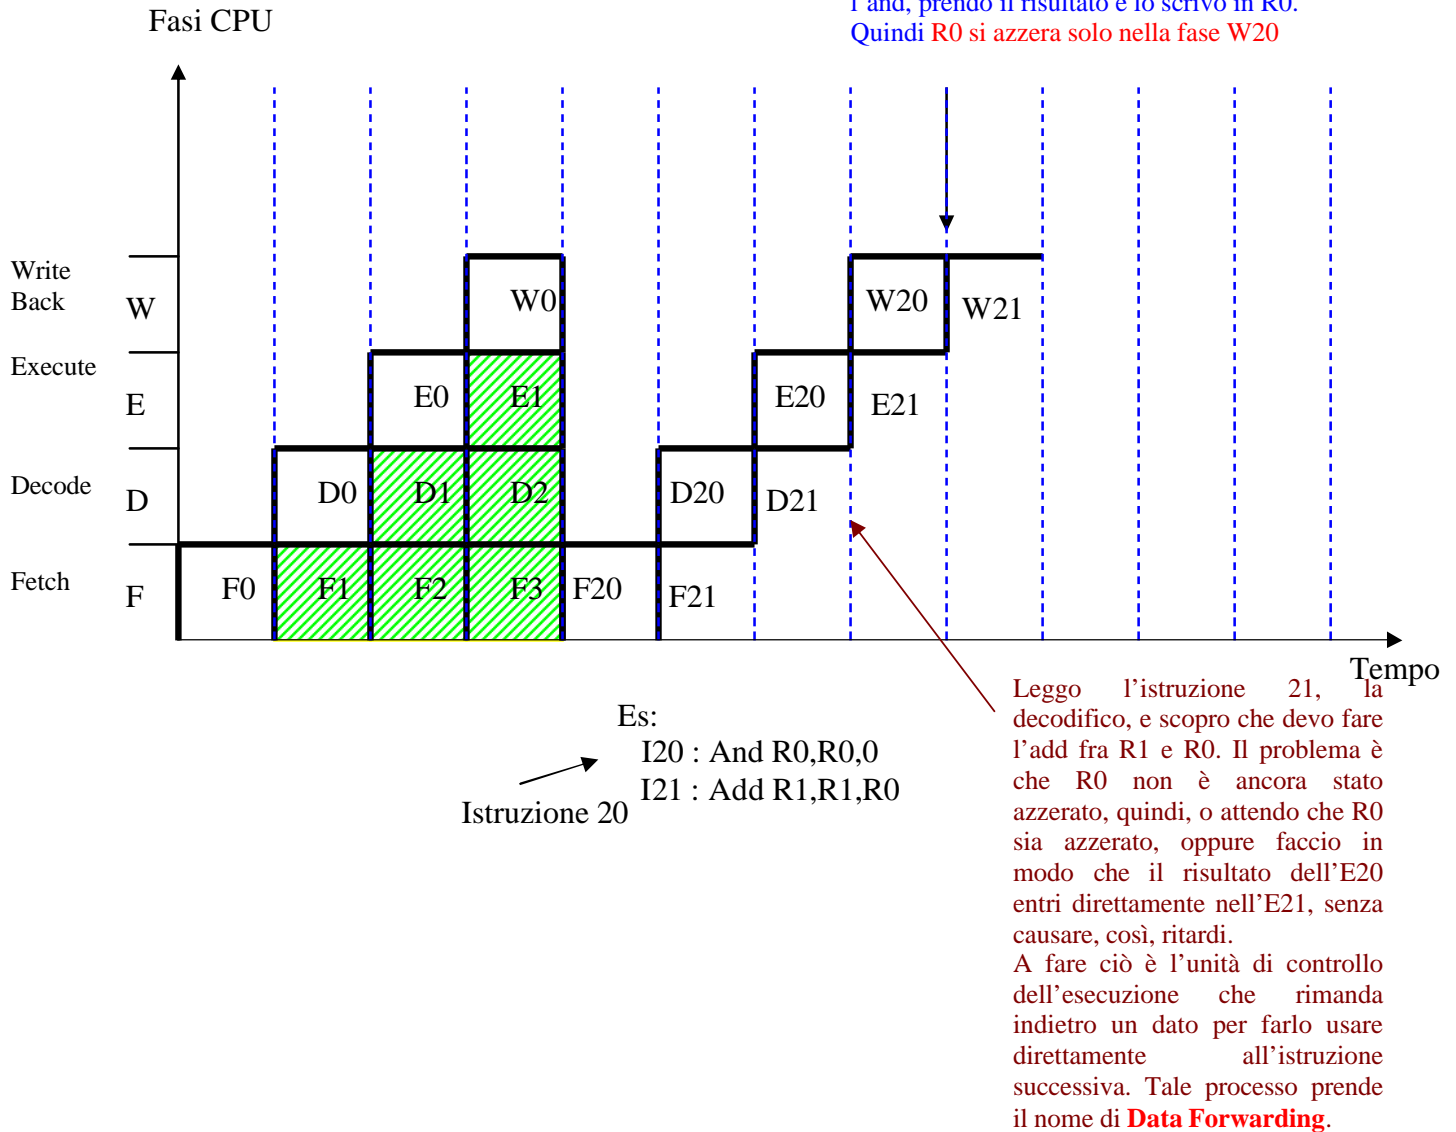 l'and, prendo il risultato e lo scrivo in R0.
Quindi R0 si azzera solo nella fase W20
Fasi CPU
Write
Back
W
W0
W20
W21
Execute
E
E0
E1
E20
E21
Decode
D
D0
D1
D2
D20
D21
Fetch
F
F0
F1
F2
F3
F20
F21
Tempo
Es:
I20 : And R0,R0,0
I21 : Add R1,R1,R0
Istruzione 20
Leggo l'istruzione 21, la
decodifico, e scopro che devo fare
l'add fra R1 e R0. Il problema è
che R0 non è ancora stato
azzerato, quindi, o attendo che R0
sia azzerato, oppure faccio in
modo che il risultato dell'E20
entri direttamente nell'E21, senza
causare, così, ritardi.
A fare ciò è l'unità di controllo
dell'esecuzione che rimanda
indietro un dato per farlo usare
direttamente all'istruzione
successiva. Tale processo prende
il nome di Data Forwarding.